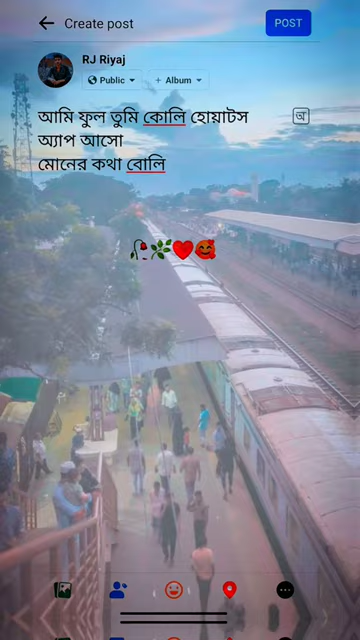 Create post
POST
RJ Riyaj
Public
+ Album
আমি ফুল তুমি কোলি হোয়াটস
অ্যাপ আসো
মোনের কথা বোলি
অ